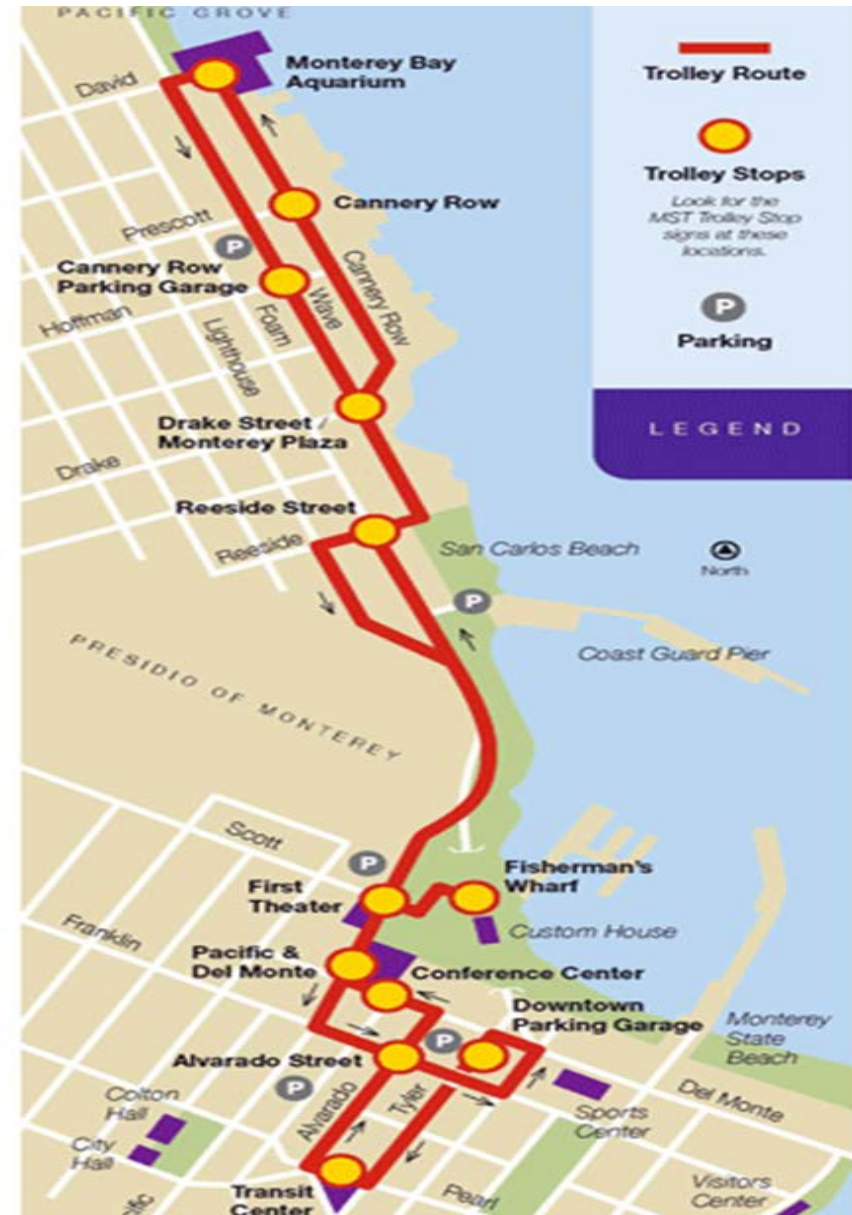 PACIFIC GROVE
Monterey Bay
Aquarium
David
Trolley Route
Trolley Stops
Look for the
MST Trolley Stop
signs at these
locations.
P
Parking
LEGEND
Cannery Row
Prescott
P
Cannery Row
Parking Garage
Cannery Row
Wave
Foam
Lighthouse
Hoffman
Drake Street /
Monterey Plaza
Drake
Reeside Street
Reeside
San Carlos Beach
North
P
Coast Guard Pier
PRESIDIO OF MONTEREY
Scott
P
First
Theater
Fisherman's
Wharf
Custom House
Franklin
Pacific &
Del Monte
Conference Center
Downtown
Parking Garage
P
Monterey
State
Beach
Alvarado Street
P
Colton
Hall
City
Hall
Alvarado
Tyler
Sports
Center
Del Monte
Transit
Center
Pearl
Visitors
Center